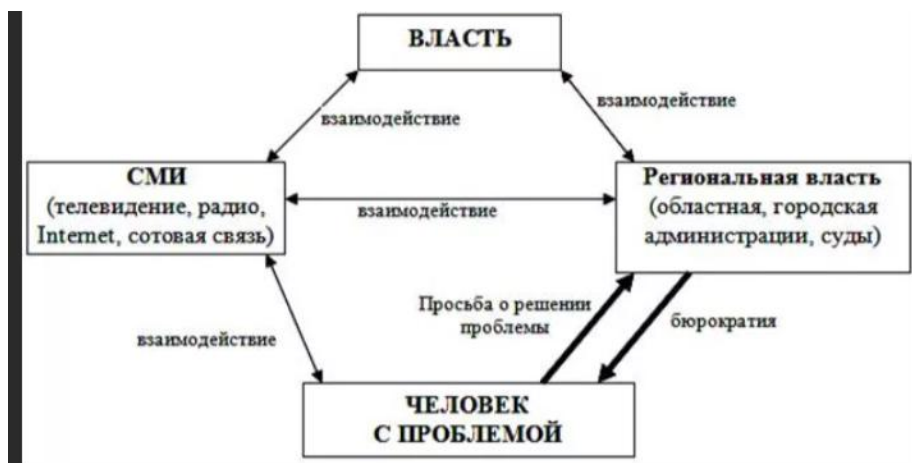 ВЛАСТЬ
взаимодействие
взаимодействие
СМИ
(телевидение, радио,
Internet, сотовая связь)
взаимодействие
Региональная власть
(областная, городская
администрации, суды)
взаимодействие
Просьба о решении
проблемы
бюрократия
ЧЕЛОВЕК
С ПРОБЛЕМОЙ